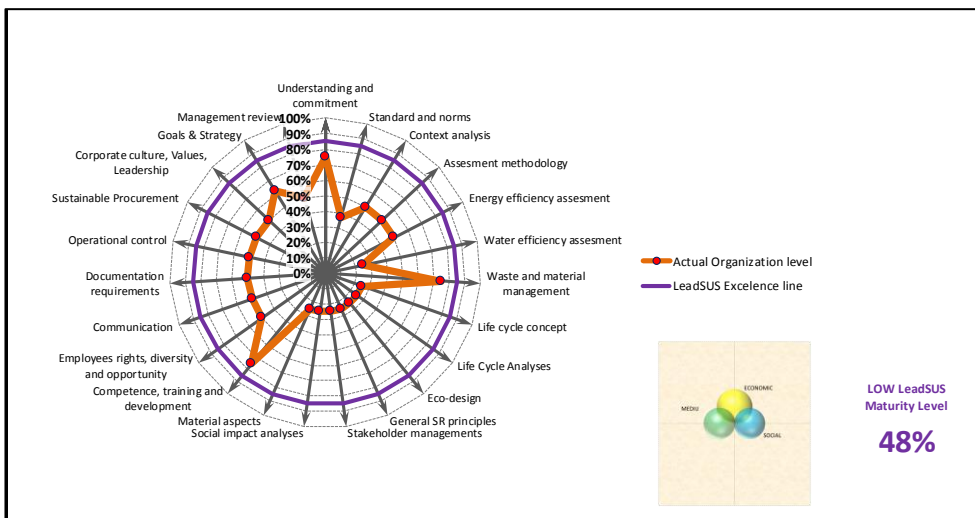 Understanding and
commitment
Standard and norms
Context analysis
Assesment methodology
Energy efficiency assesment
Water efficiency assesment
Waste and material
management
Life cycle concept
Life Cycle Analyses
Eco-design
General SR principles
Stakeholder managements
Social impact analyses
Material aspects
Competence, training and
development
Employees rights, diversity
and opportunity
Communication
Documentation
requirements
Operational control
Sustainable Procurement
Corporate culture, Values,
Leadership
Goals & Strategy
Management review
100%
90%
80%
70%
60%
50%
40%
30%
20%
10%
0%
Actual Organization level
LeadSUS Excelence line
ECONOMIC
MEDIU
SOCIAL
LOW LeadSUS
Maturity Level
48%